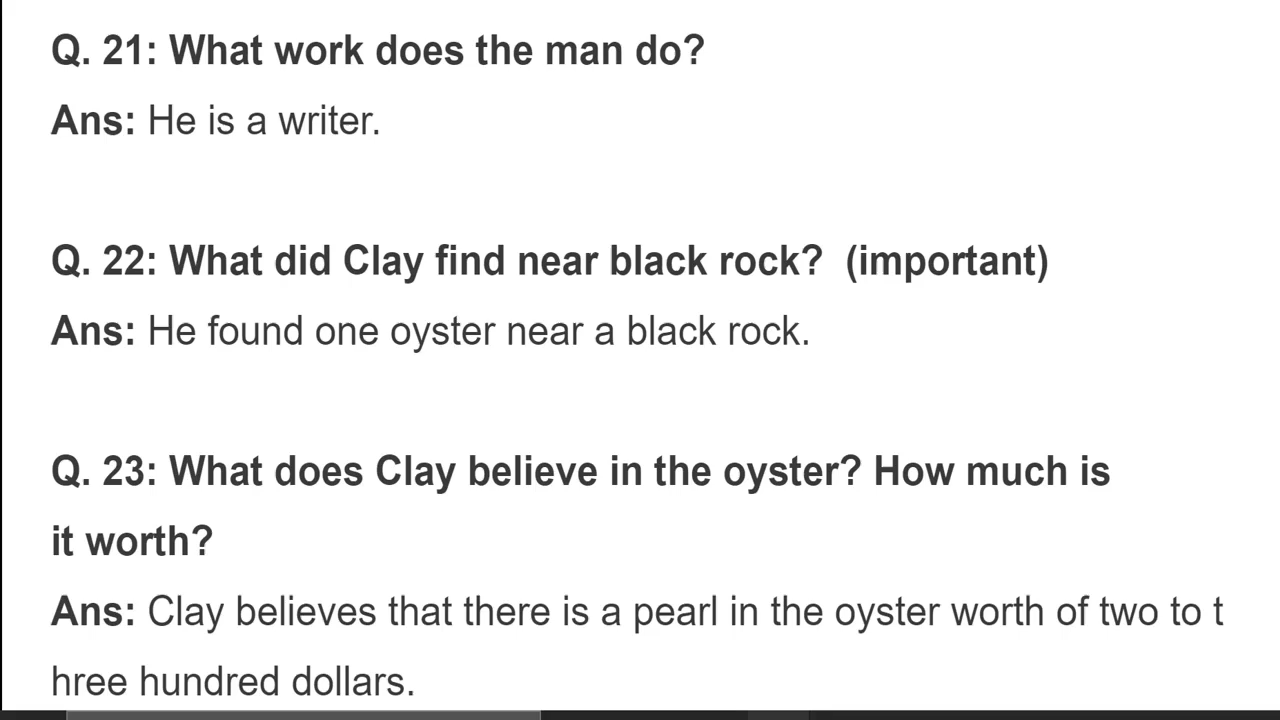 Q. 21: What work does the man do?
Ans: He is a writer.
Q. 22: What did Clay find near black rock?  (important)
Ans: He found one oyster near a black rock.
Q. 23: What does Clay believe in the oyster? How much is
it worth?
Ans: Clay believes that there is a pearl in the oyster worth of two to t
hree hundred dollars.